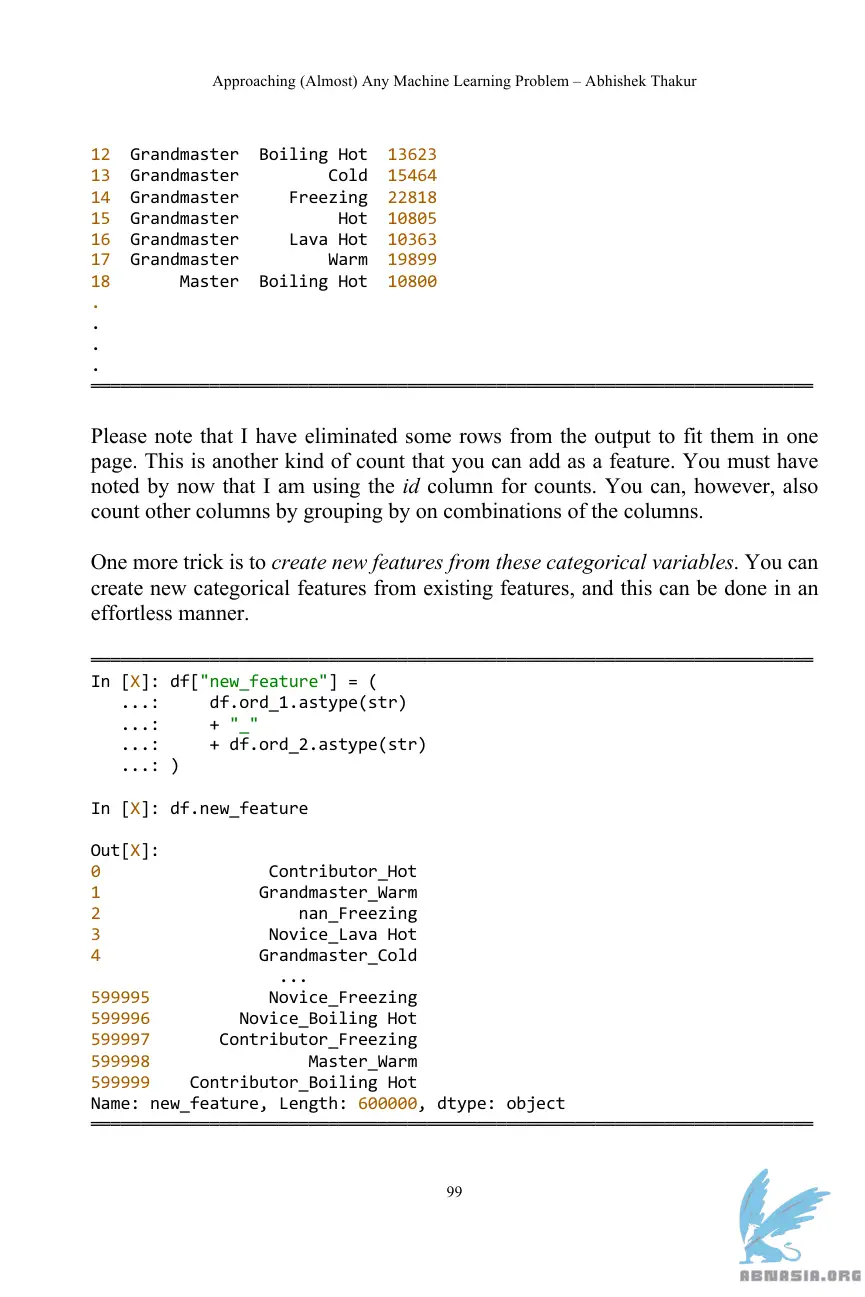 Approaching (Almost) Any Machine Learning Problem – Abhishek Thakur
12  Grandmaster  Boiling Hot  13623
13  Grandmaster         Cold  15464
14  Grandmaster     Freezing  22818
15  Grandmaster          Hot  10805
16  Grandmaster     Lava Hot  10363
17  Grandmaster         Warm  19899
18       Master  Boiling Hot  10800
.
.
.
.
Please note that I have eliminated some rows from the output to fit them in one
page. This is another kind of count that you can add as a feature. You must have
noted by now that I am using the id column for counts. You can, however, also
count other columns by grouping by on combinations of the columns.
One more trick is to create new features from these categorical variables. You can
create new categorical features from existing features, and this can be done in an
effortless manner.
In [X]: df["new_feature"] = (
   ...:     df.ord_1.astype(str)
   ...:     + "_"
   ...:     + df.ord_2.astype(str)
   ...: )
In [X]: df.new_feature
Out[X]:
0                 Contributor_Hot
1                Grandmaster_Warm
2                    nan_Freezing
3                 Novice_Lava Hot
4                Grandmaster_Cold
                   ...
599995            Novice_Freezing
599996         Novice_Boiling Hot
599997       Contributor_Freezing
599998                Master_Warm
599999    Contributor_Boiling Hot
Name: new_feature, Length: 600000, dtype: object
99
ABNASIA.ORG